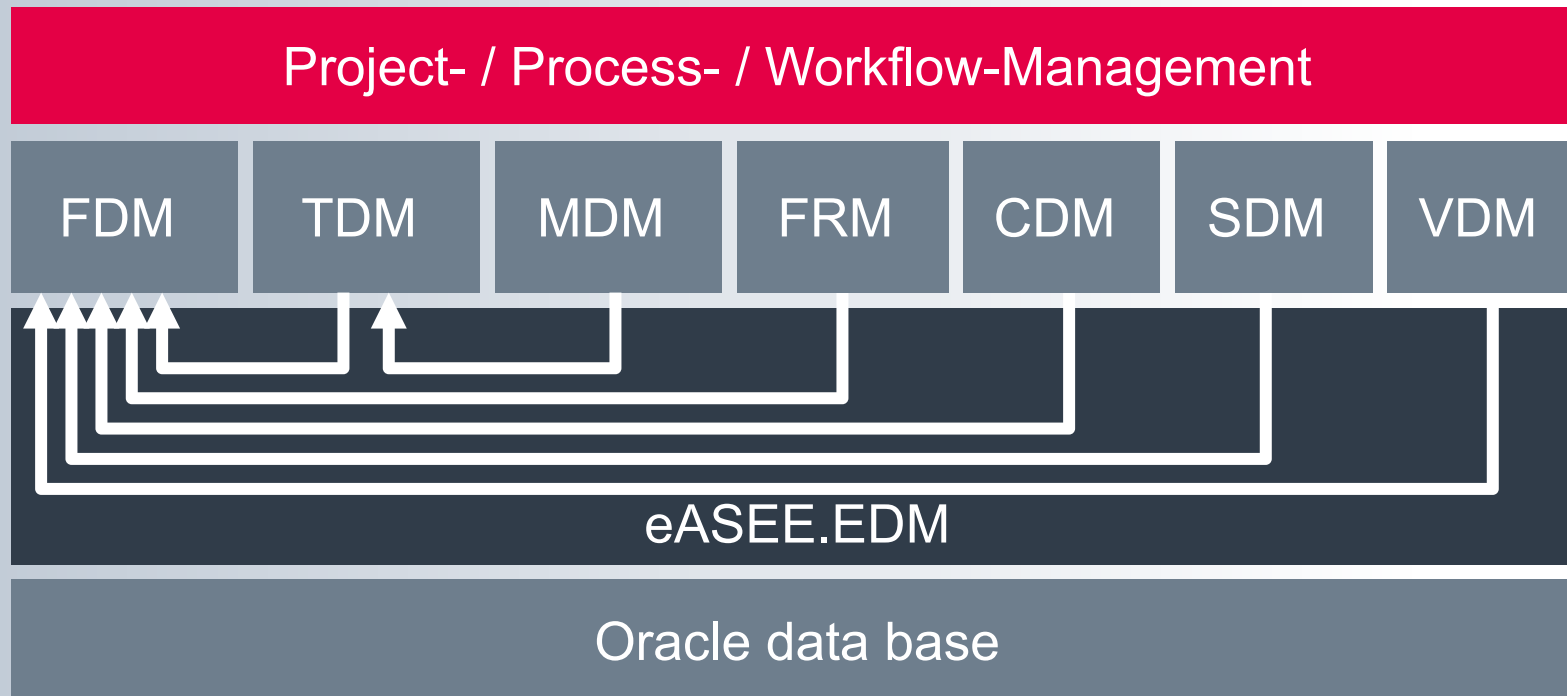 Project- / Process- / Workflow-Management
FDM TDM MDM FRM CDM SDM VDM
eASEE.EDM
Oracle data base